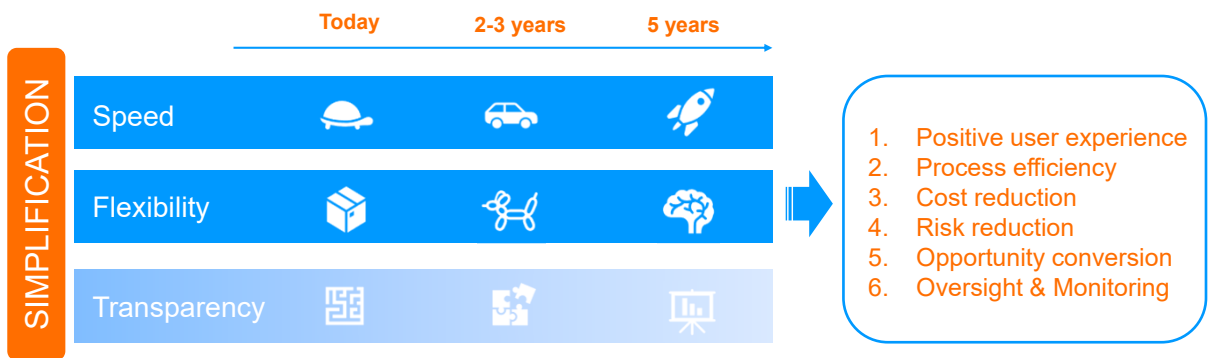 Today
2-3 years
5 years
SIMPLIFICATION
Speed
Flexibility
Transparency
1. Positive user experience
2. Process efficiency
3. Cost reduction
4. Risk reduction
5. Opportunity conversion
6. Oversight & Monitoring